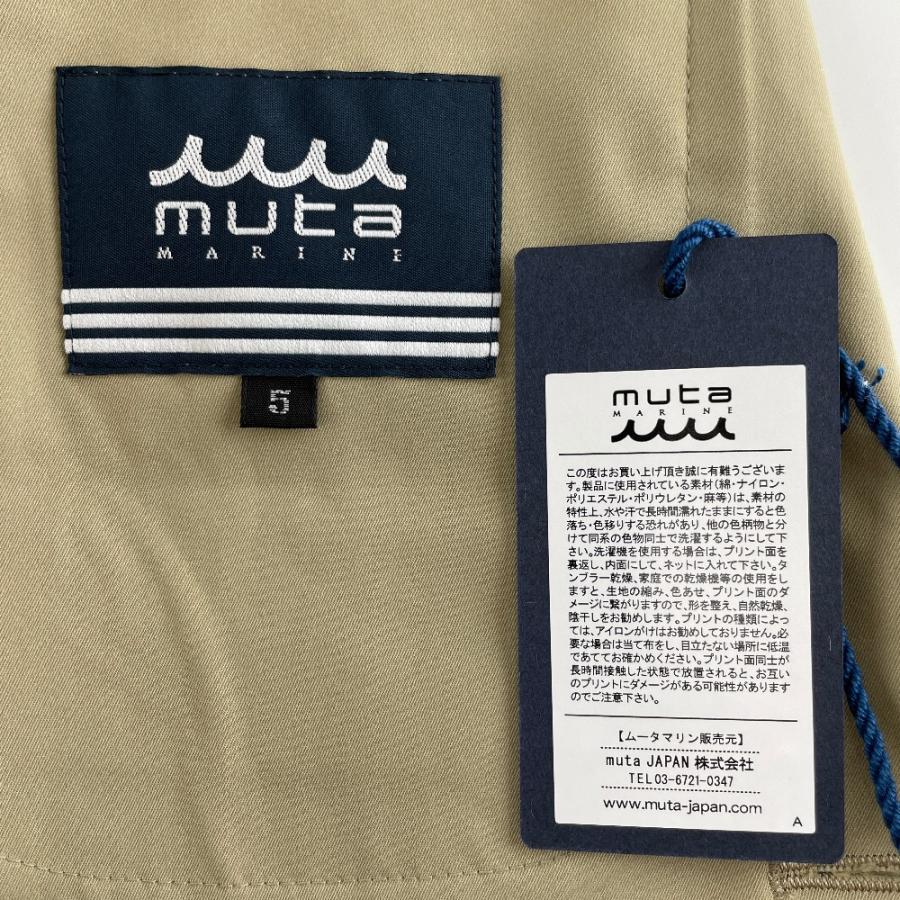 muta
MARINE
muta
MARINE
この度はお買い上げ頂き誠に有難うございま
す。製品に使用されている素材(綿・ナイロン・
ポリエステル・ポリウレタン・麻等)は、素材の
特性上、水や汗で長時間濡れたままにすると色
落ち・色移りする恐れがあり、他の色柄物と分
けて同系の色物同士で洗濯するようにして下
さい。洗濯機を使用する場合は、プリント面を
裏返し、内面にして、ネットに入れて下さい。タ
ンブラー乾燥、家庭での乾燥機等の使用をし
ますと、生地の縮み、色あせ、プリント面のダ
メージに繋がりますので、形を整え、自然乾燥、
陰干しをお勧めします。プリントの種類によっ
ては、アイロンがけはお勧めしておりません。必
要な場合は当て布をし、目立たない場所に低温
であててお確かめください。プリント面同士が
長時間接触した状態で放置されると、お互い
のプリントにダメージがある可能性があります
のでご注意下さい。
【ムータマリン販売元】
muta JAPAN 株式会社
TEL03-6721-0347
www.muta-japan.com
A